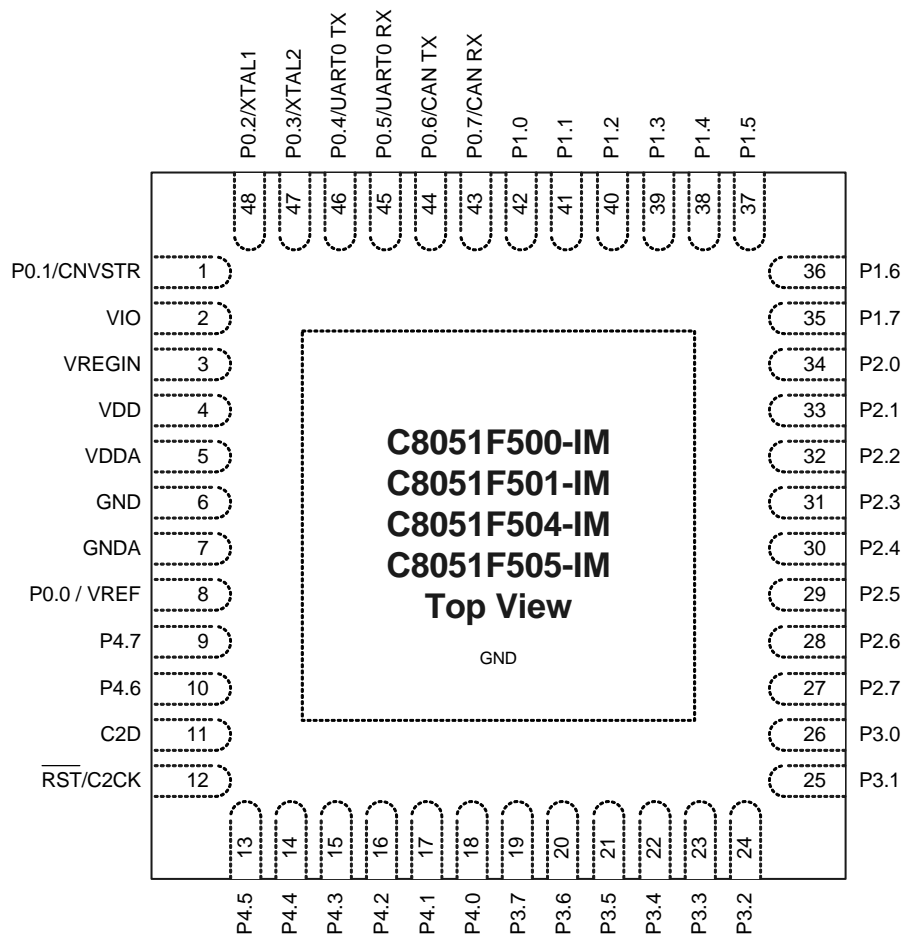 P0.2/XTAL1
P0.3/XTAL2
P0.4/UART0 TX
P0.5/UART0 RX
P0.6/CAN TX
P0.7/CAN RX
P1.0
P1.1
P1.2
P1.3
P1.4
P1.5
48
47
46
45
44
43
42
41
40
39
38
37
P0.1/CNVSTR 1
VIO 2
VREGIN 3
VDD 4
VDDA 5
GND 6
GNDA 7
P0.0 / VREF 8
P4.7 9
P4.6 10
C2D 11
RST/C2CK 12
C8051F500-IM
C8051F501-IM
C8051F504-IM
C8051F505-IM
Top View
GND
36 P1.6
35 P1.7
34 P2.0
33 P2.1
32 P2.2
31 P2.3
30 P2.4
29 P2.5
28 P2.6
27 P2.7
26 P3.0
25 P3.1
13
14
15
16
17
18
19
20
21
22
23
24
P4.5
P4.4
P4.3
P4.2
P4.1
P4.0
P3.7
P3.6
P3.5
P3.4
P3.3
P3.2